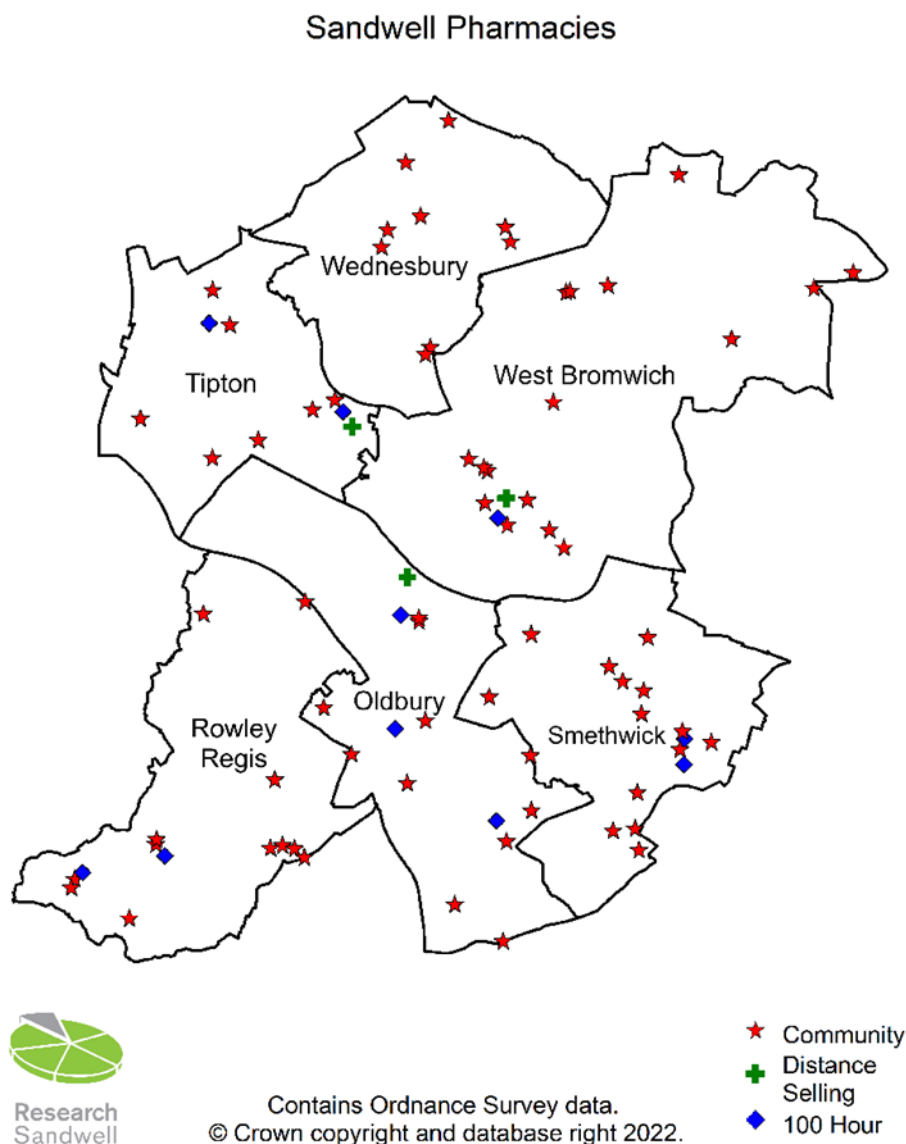 Sandwell Pharmacies
Wednesbury
Tipton
West Bromwich
Oldbury
Rowley
Regis
Smethwick
Community
Distance
Selling
100 Hour
Research
Sandwell
Contains Ordnance Survey data.
© Crown copyright and database right 2022.